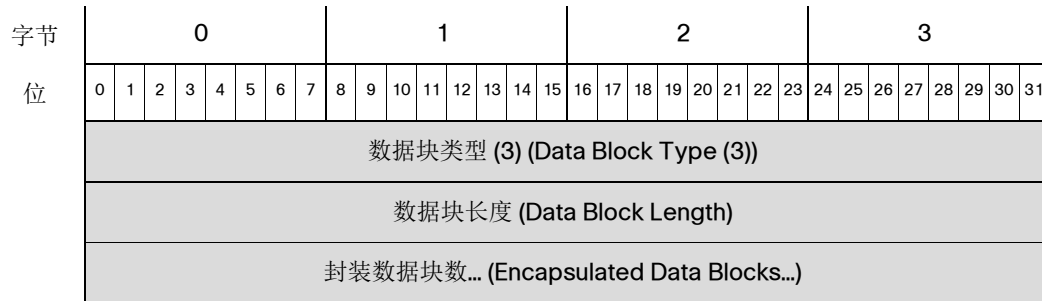 字节 0 1 2 3
位 0 1 2 3 4 5 6 7 8 9 10 11 12 13 14 15 16 17 18 19 20 21 22 23 24 25 26 27 28 29 30 31
数据块类型 (3) (Data Block Type (3))
数据块长度 (Data Block Length)
封装数据块数... (Encapsulated Data Blocks...)